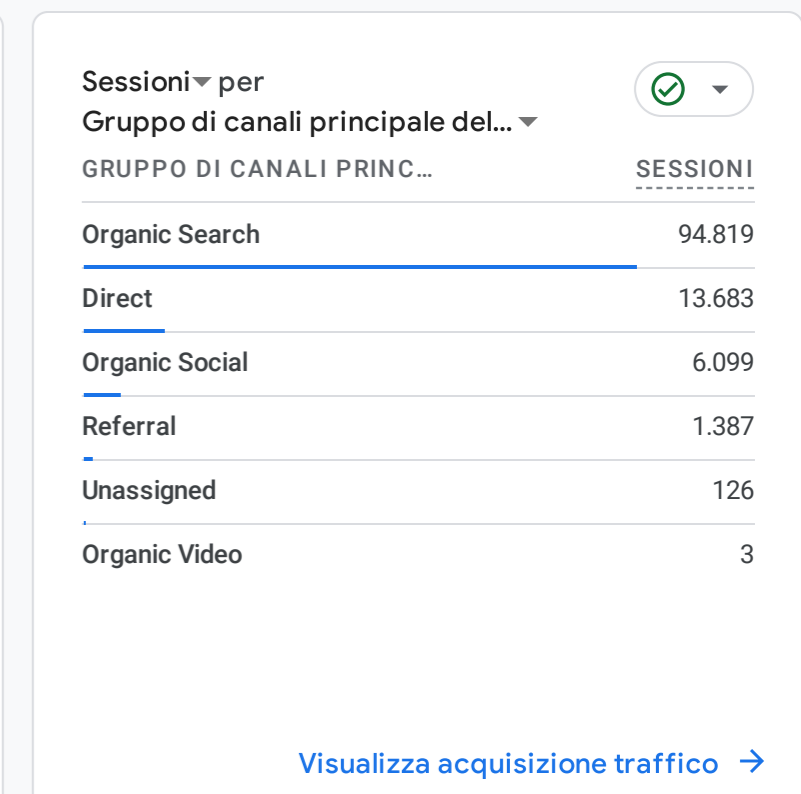 Sessioni per
Gruppo di canali principale del...
GRUPPO DI CANALI PRINC... SESSIONI
Organic Search 94.819
Direct 13.683
Organic Social 6.099
Referral 1.387
Unassigned 126
Organic Video 3
Visualizza acquisizione traffico